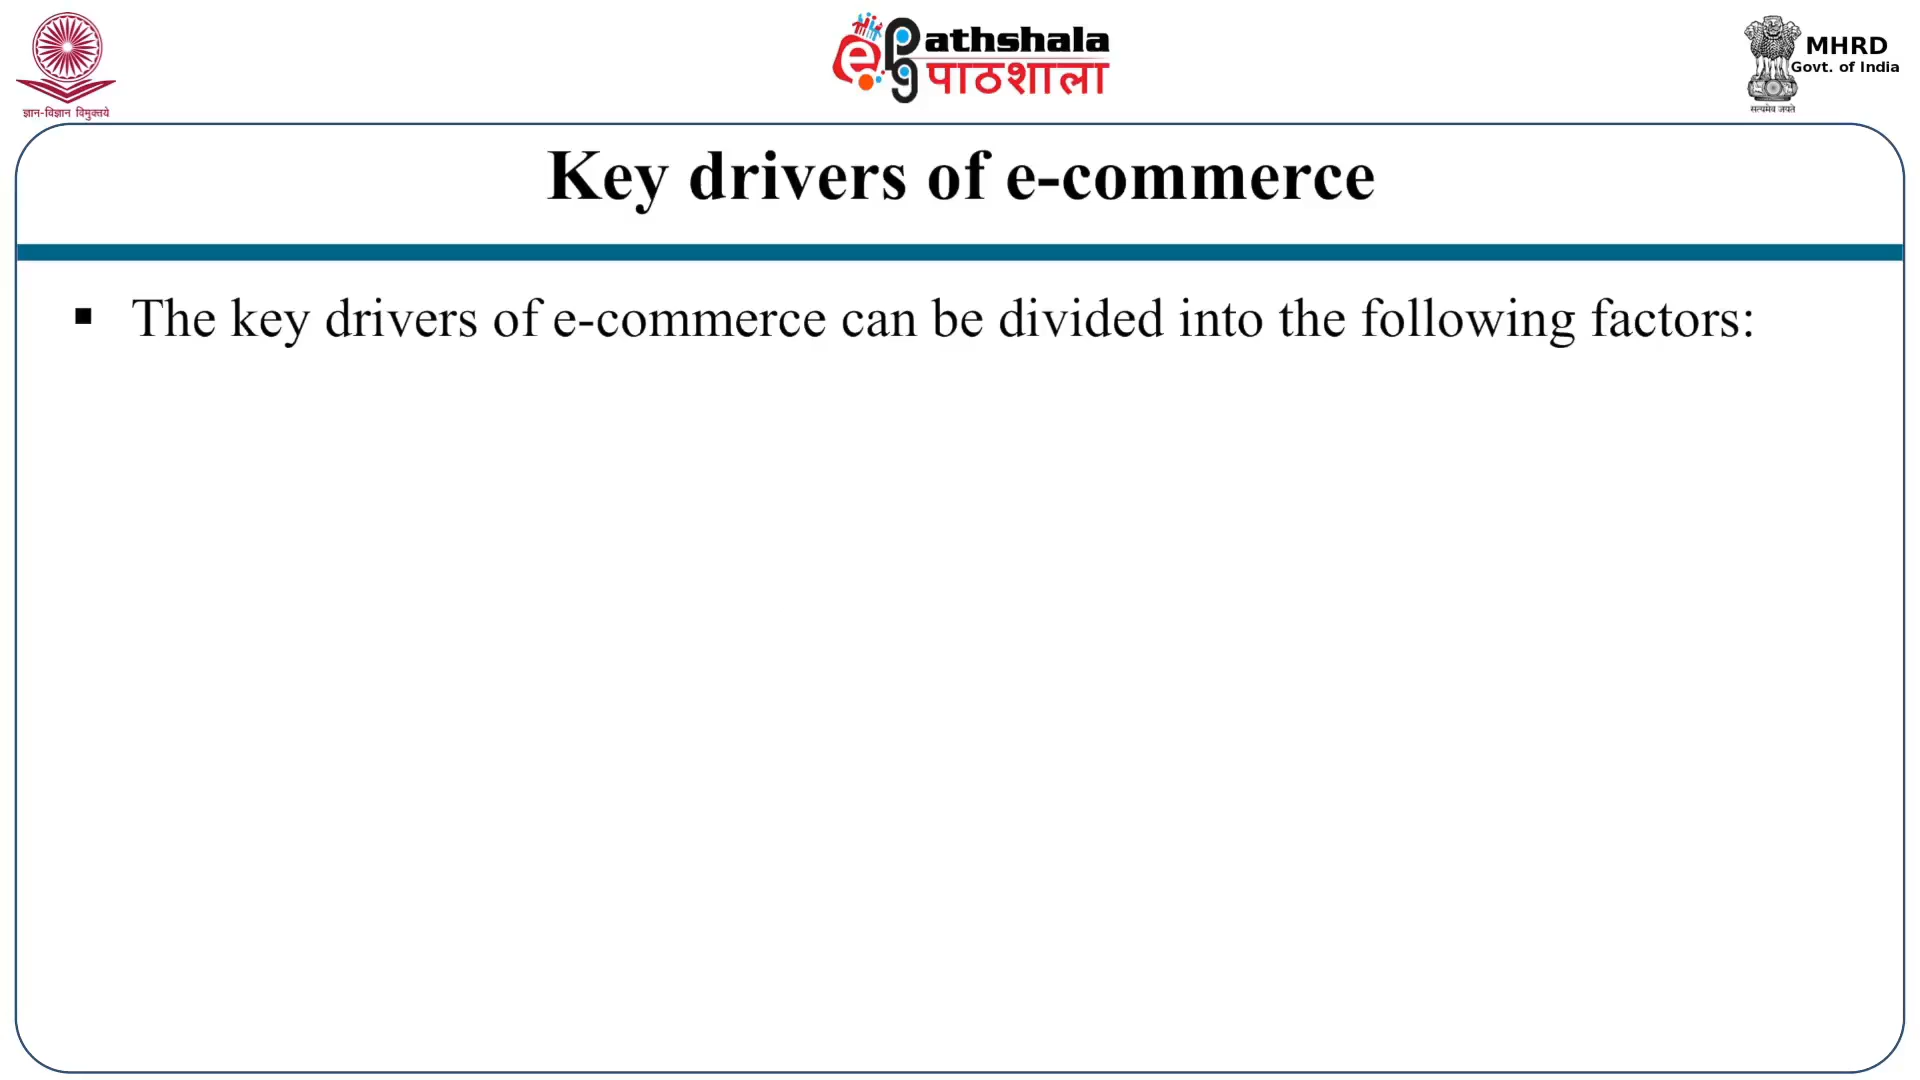 ज्ञान-विज्ञान विमुक्तये
ePathshala
पाठशाला
MHRD
Govt. of India
सत्यमेव जयते
Key drivers of e-commerce
▪ The key drivers of e-commerce can be divided into the following factors: